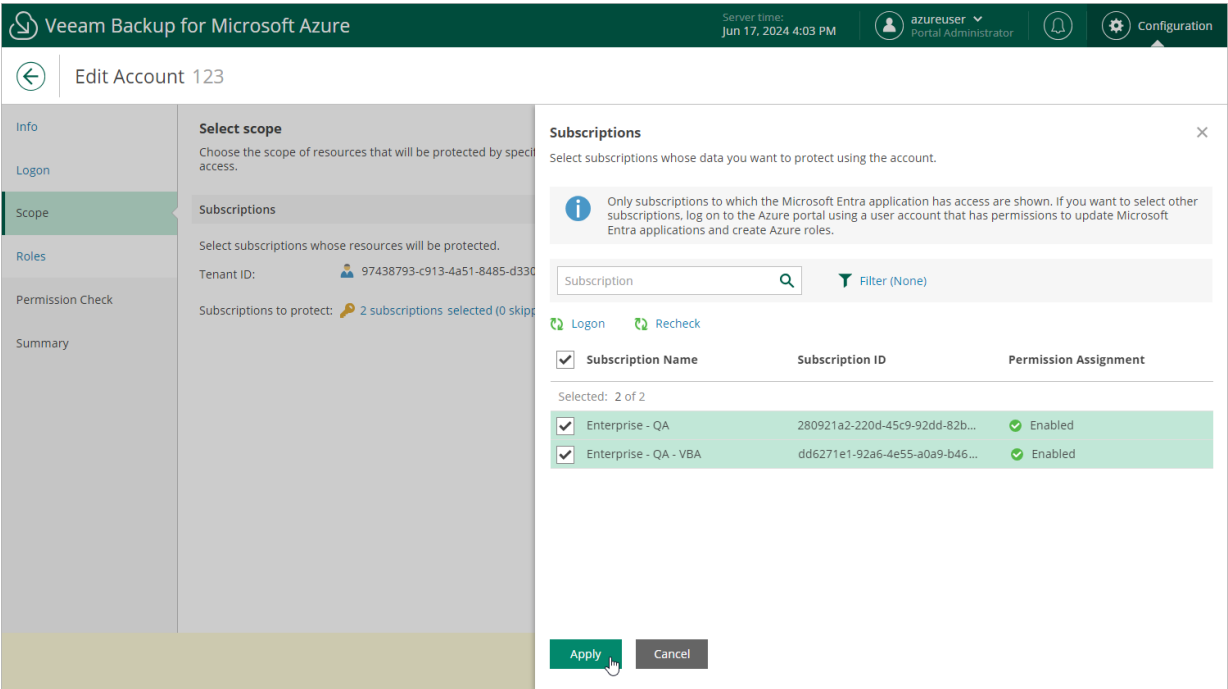 Veeam Backup for Microsoft Azure
Server time:
Jun 17, 2024 4:03 PM
azureuser
Portal Administrator
Configuration
Edit Account 123
Info
Logon
Scope
Roles
Permission Check
Summary
Select scope
Choose the scope of resources that will be protected by specif
access.
Subscriptions
Select subscriptions whose resources will be protected.
Tenant ID: 97438793-c913-4a51-8485-d330
Subscriptions to protect: 2 subscriptions selected (0 skipp
Subscriptions
Select subscriptions whose data you want to protect using the account.
Only subscriptions to which the Microsoft Entra application has access are shown. If you want to select other
subscriptions, log on to the Azure portal using a user account that has permissions to update Microsoft
Entra applications and create Azure roles.
Subscription
Filter (None)
Logon Recheck
Subscription Name Subscription ID Permission Assignment
Selected: 2 of 2
Enterprise - QA 280921a2-220d-45c9-92dd-82b... Enabled
Enterprise - QA - VBA dd6271e1-92a6-4e55-a0a9-b46... Enabled
Apply Cancel